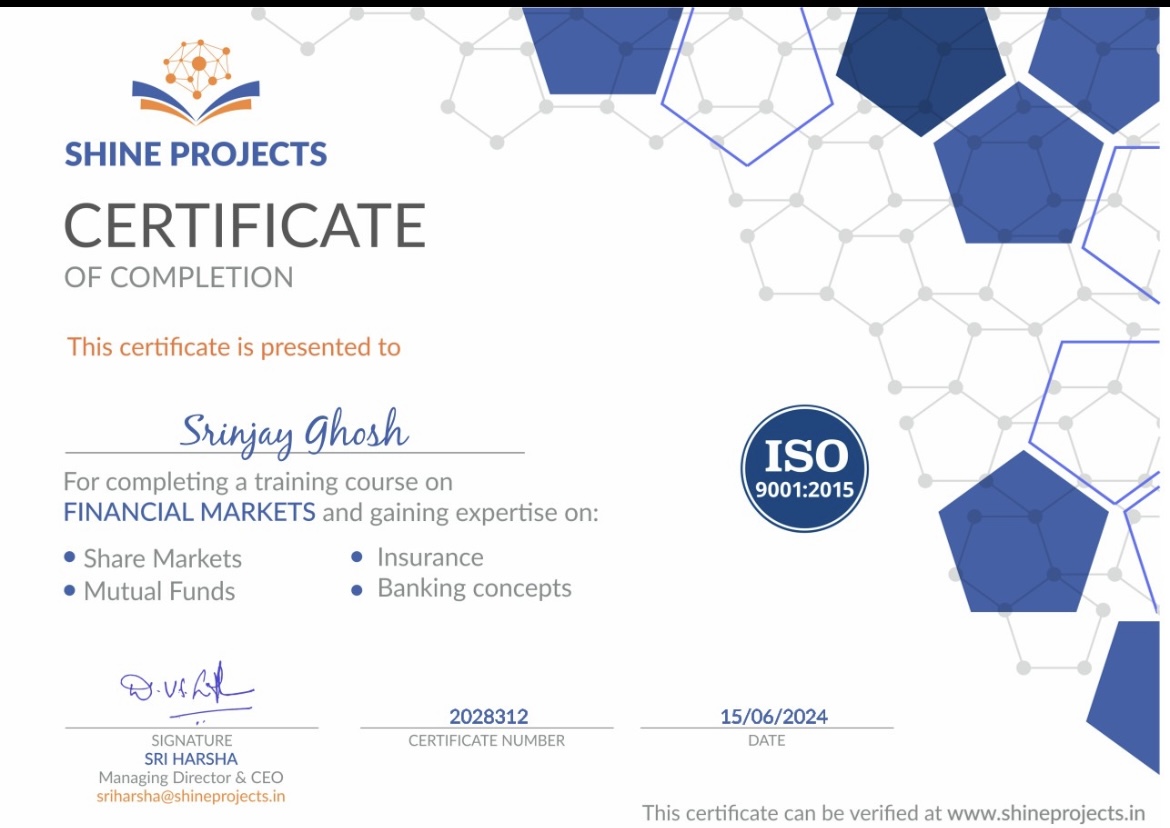 SHINE PROJECTS
CERTIFICATE
OF COMPLETION
This certificate is presented to
Srinjay Ghosh
For completing a training course on
FINANCIAL MARKETS and gaining expertise on:
• Share Markets
• Mutual Funds
• Insurance
• Banking concepts
ISO
9001:2015
2028312
15/06/2024
SIGNATURE
SRI HARSHA
Managing Director & CEO
sriharsha@shineprojects.in
CERTIFICATE NUMBER
DATE
This certificate can be verified at www.shineprojects.in